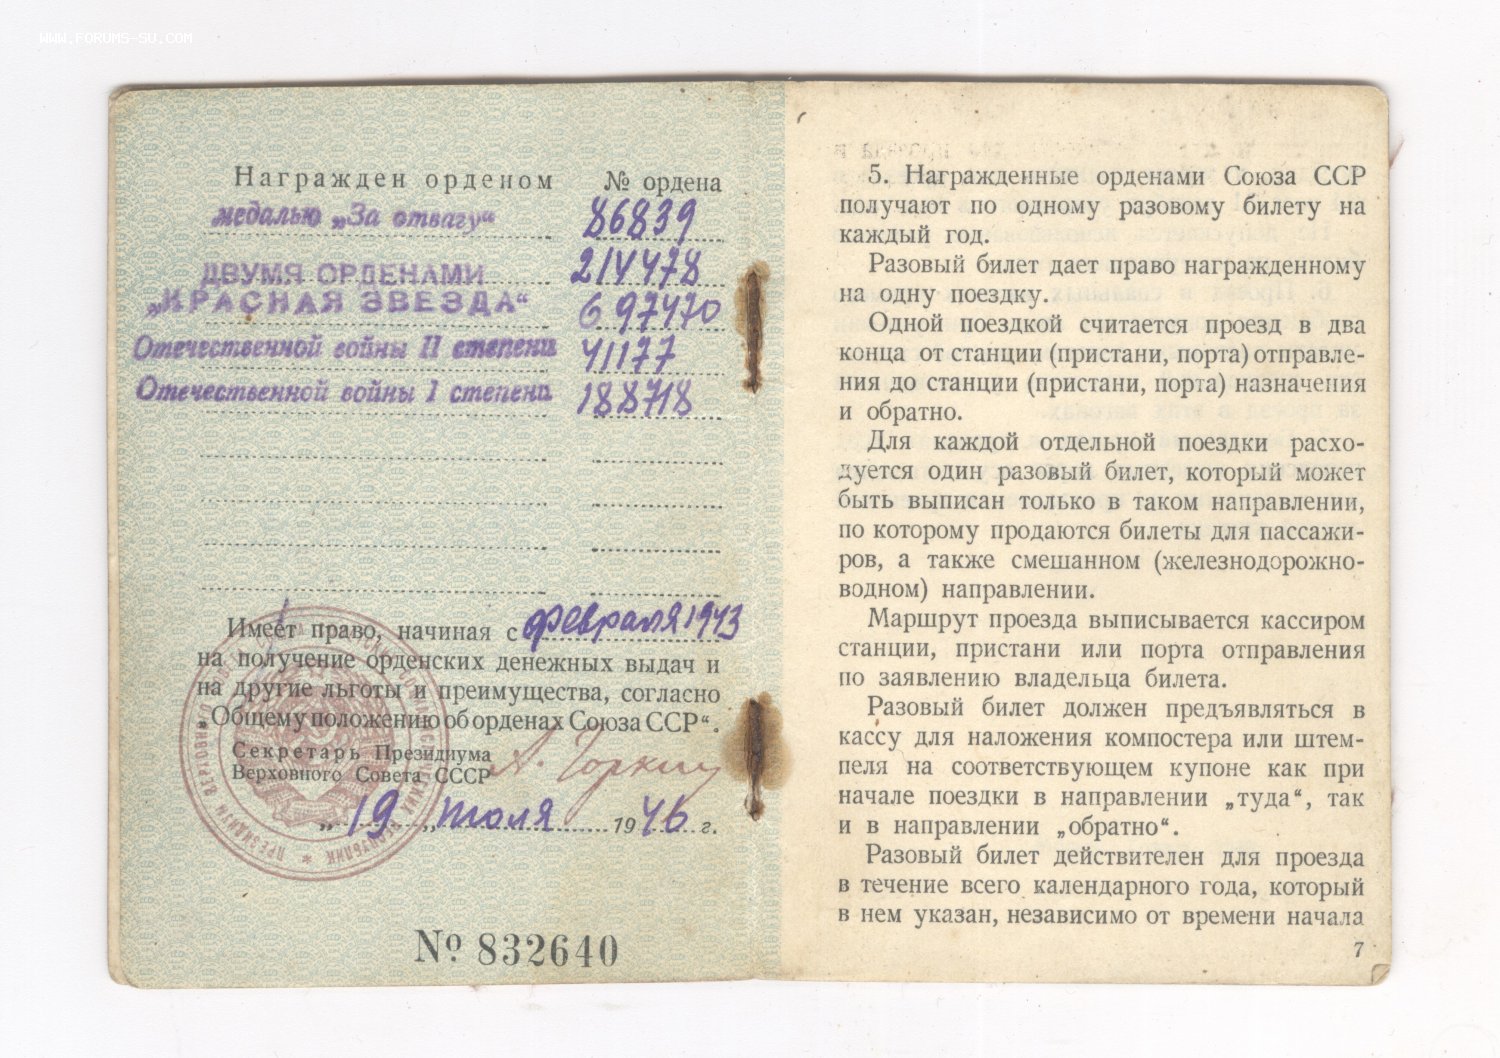 WWW.FORUMS-SU.COM
Награжден орденом № ордена
медалью „За отвагу“ 86839
ДВУМЯ ОРДЕНАМИ 214478
„КРАСНАЯ ЗВЕЗДА“ 697470
Отечественной войны II степени 41177
Отечественной войны I степени 188718
Имеет право, начиная с февраля 1943
на получение орденских денежных выдач и
на другие льготы и преимущества, согласно
„Общему положению об орденах Союза ССР“.
Секретарь Президиума
Верховного Совета СССР А. Горкин
„19“ июля 1946 г.
№ 832640
5. Награжденные орденами Союза ССР
получают по одному разовому билету на
каждый год.
Разовый билет дает право награжденному
на одну поездку.
Одной поездкой считается проезд в два
конца от станции (пристани, порта) отправле-
ния до станции (пристани, порта) назначения
и обратно.
Для каждой отдельной поездки расхо-
дуется один разовый билет, который может
быть выписан только в таком направлении,
по которому продаются билеты для пассажи-
ров, а также смешанном (железнодорожно-
водном) направлении.
Маршрут проезда выписывается кассиром
станции, пристани или порта отправления
по заявлению владельца билета.
Разовый билет должен предъявляться в
кассу для наложения компостера или штем-
пеля на соответствующем купоне как при
начале поездки в направлении „туда“, так
и в направлении „обратно“.
Разовый билет действителен для проезда
в течение всего календарного года, который
в нем указан, независимо от времени начала
7